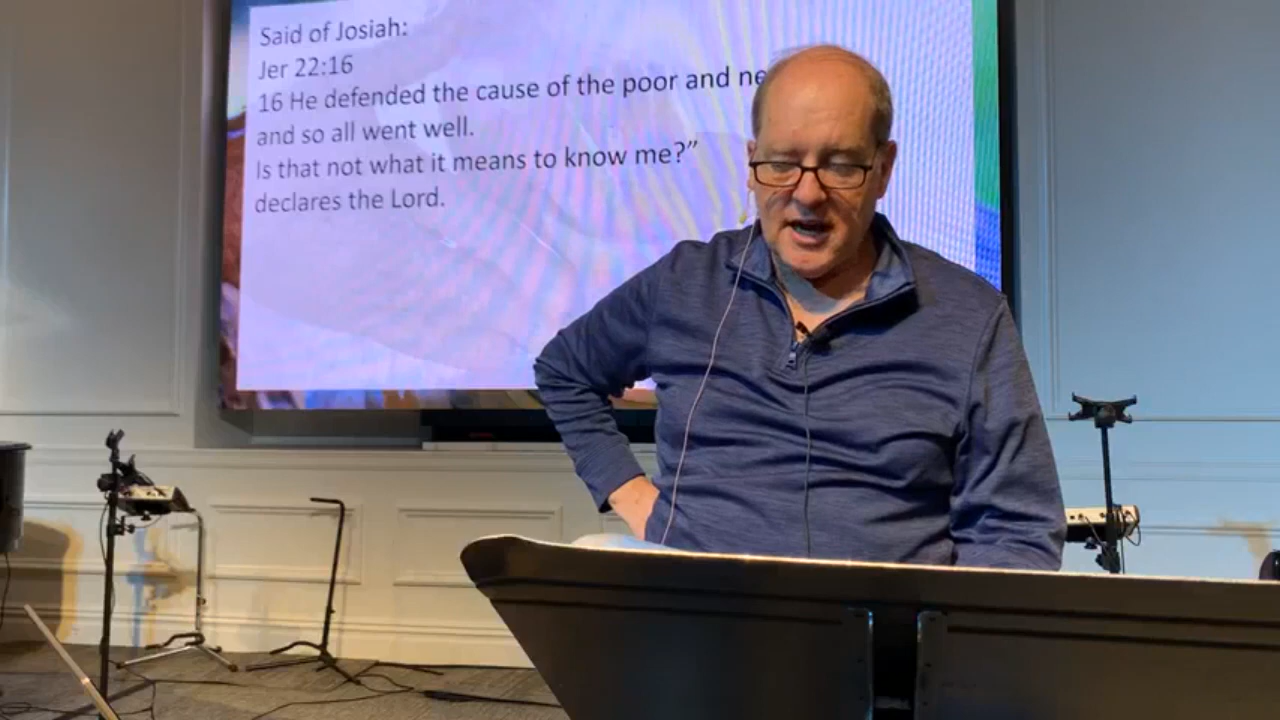 Said of Josiah:
Jer 22:16
16 He defended the cause of the poor and ne
and so all went well.
Is that not what it means to know me?”
declares the Lord.